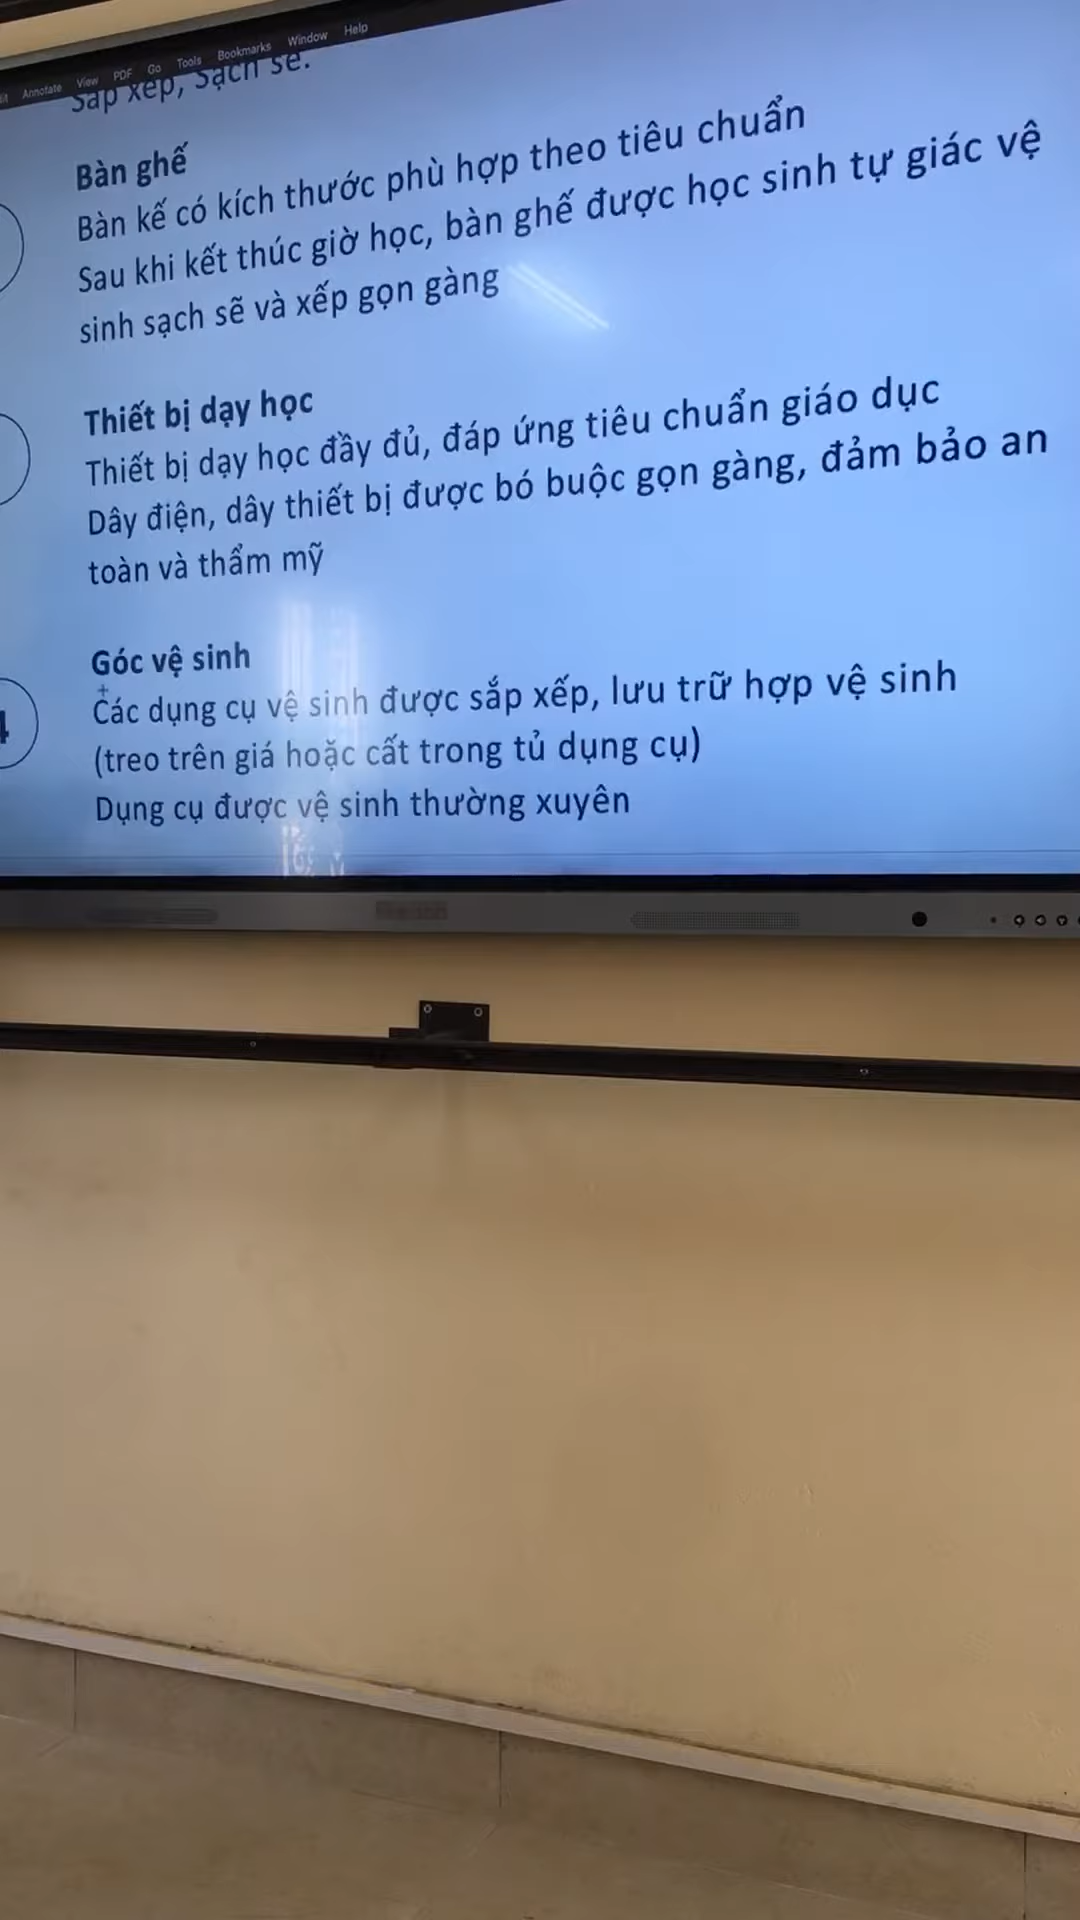 Annotate View PDF Go Tools Bookmarks Window Help
Sắp xếp, Sạch sẽ.
Bàn ghế
Bàn kế có kích thước phù hợp theo tiêu chuẩn
Sau khi kết thúc giờ học, bàn ghế được học sinh tự giác vệ
sinh sạch sẽ và xếp gọn gàng
Thiết bị dạy học
Thiết bị dạy học đầy đủ, đáp ứng tiêu chuẩn giáo dục
Dây điện, dây thiết bị được bó buộc gọn gàng, đảm bảo an
toàn và thẩm mỹ
4
Góc vệ sinh
Các dụng cụ vệ sinh được sắp xếp, lưu trữ hợp vệ sinh
(treo trên giá hoặc cất trong tủ dụng cụ)
Dụng cụ được vệ sinh thường xuyên